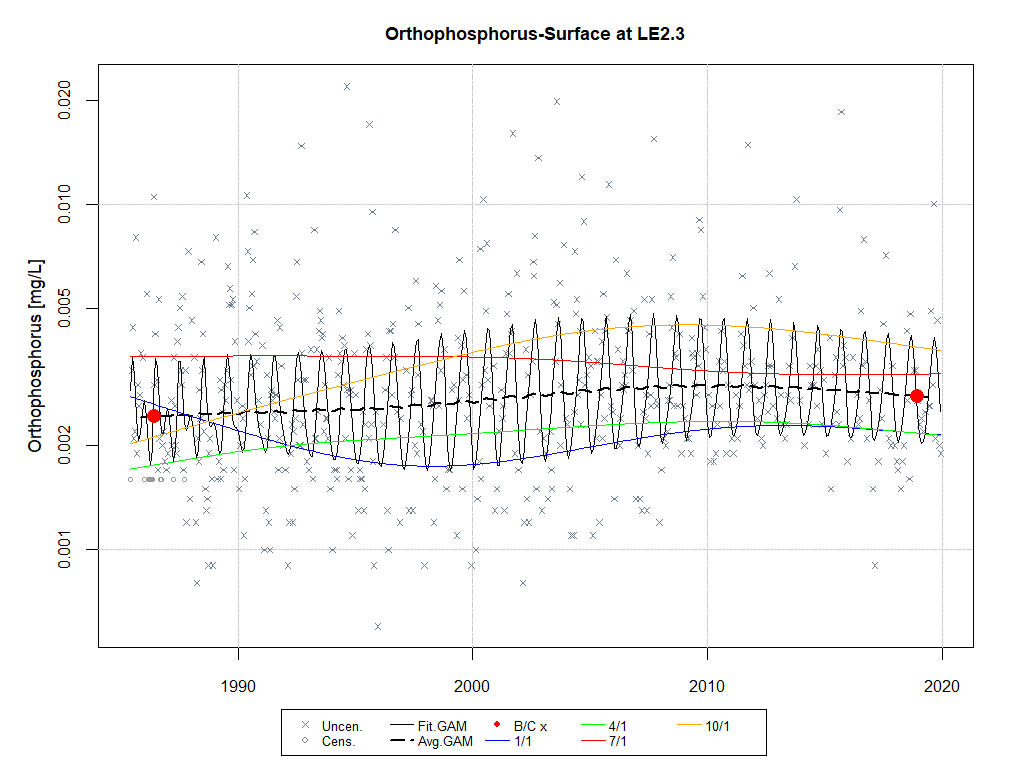 Orthophosphorus-Surface at LE2.3
Orthophosphorus [mg/L]
0.020
0.010
0.005
0.002
0.001
1990 2000 2010 2020
Uncen. Fit.GAM B/C x 4/1 10/1
Cens. Avg.GAM 1/1 7/1